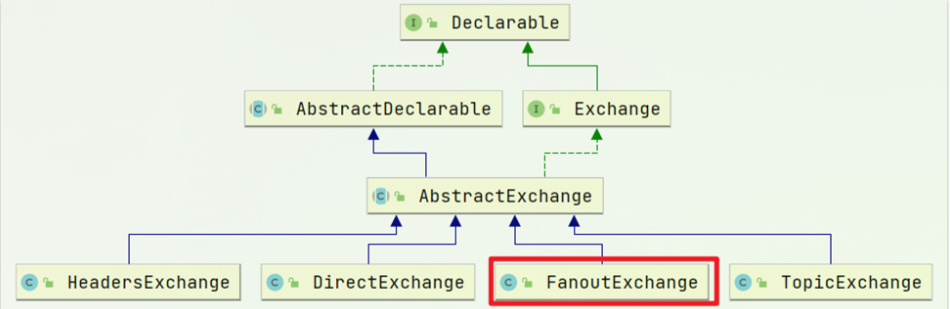 I Declarable
C AbstractDeclarable I Exchange
C AbstractExchange
C HeadersExchange C DirectExchange C FanoutExchange C TopicExchange